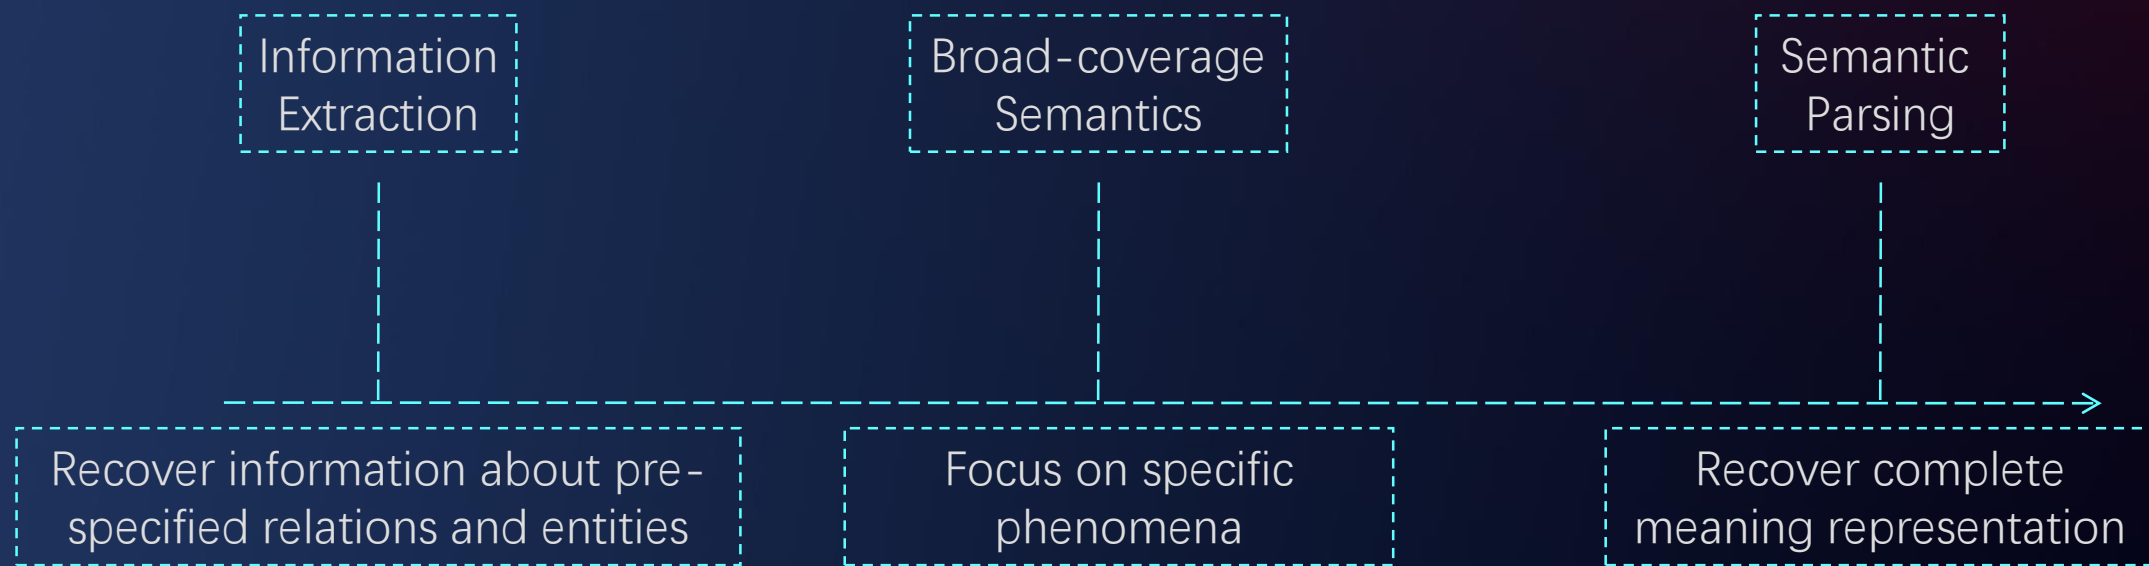 Information
Extraction
Broad-coverage
Semantics
Semantic
Parsing
Recover information about pre-
specified relations and entities
Focus on specific
phenomena
Recover complete
meaning representation